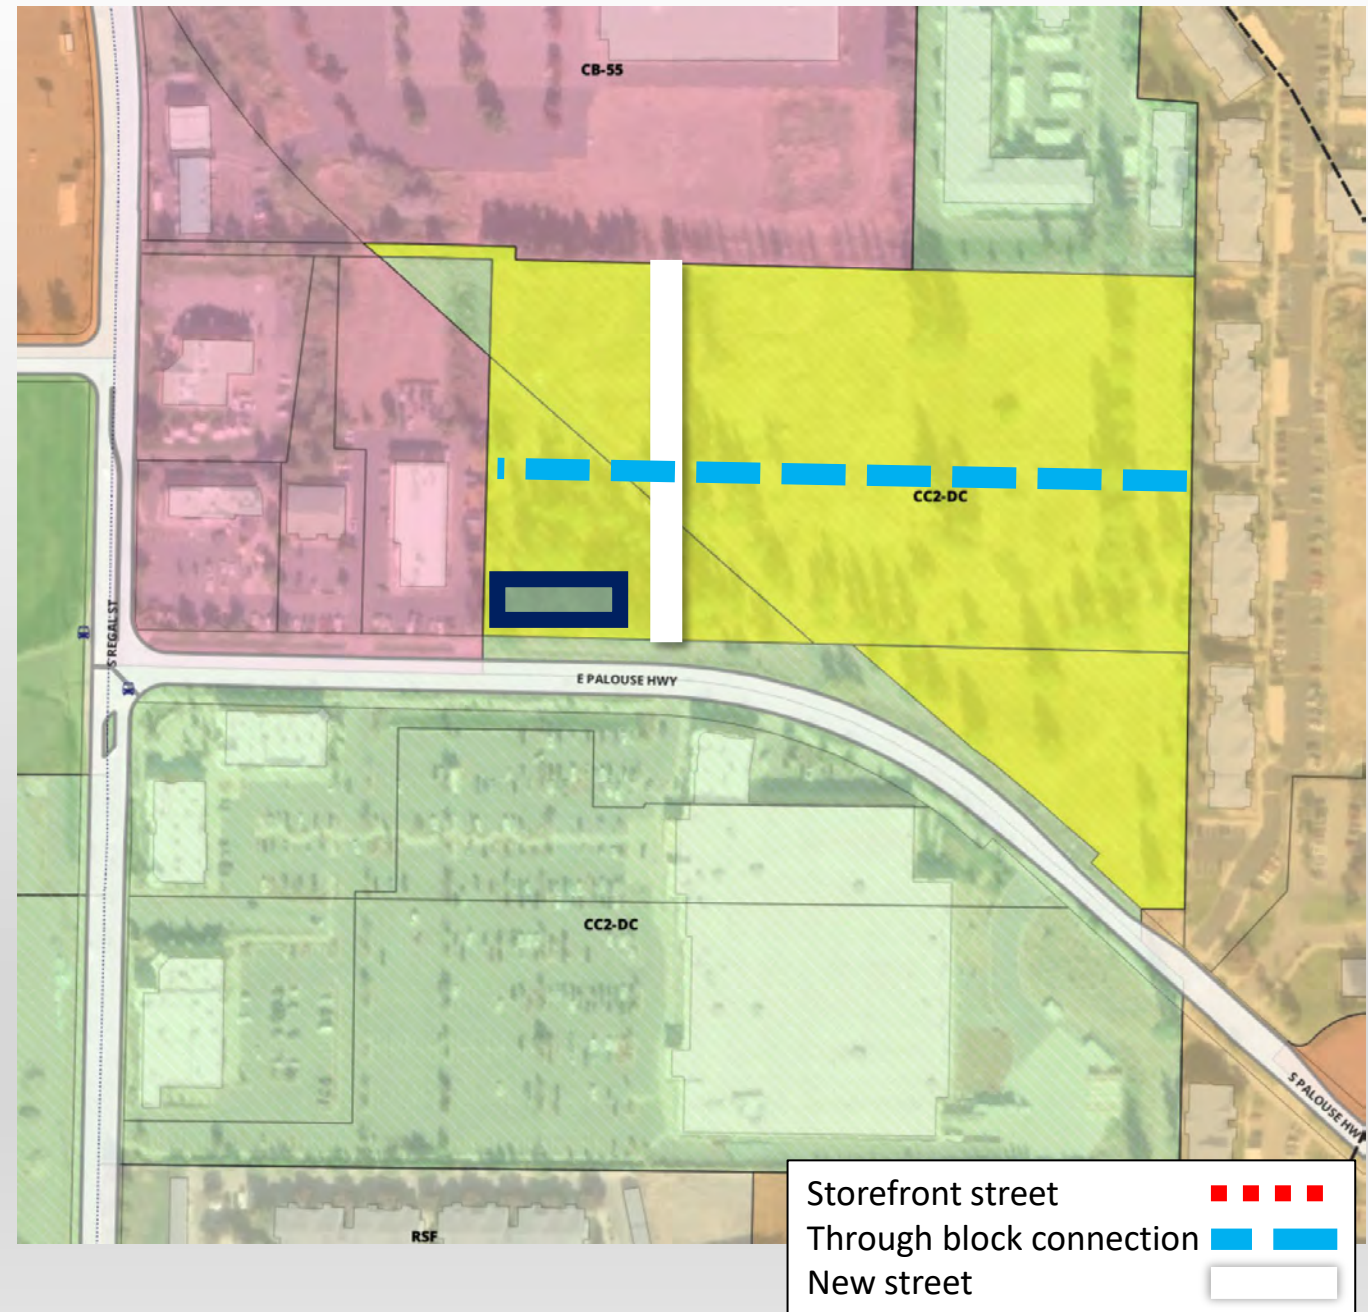 CB-55
CC2-DC
S REGAL ST
E PALOUSE HWY
CC2-DC
S PALOUSE HWY
RSF
Storefront street
Through block connection
New street